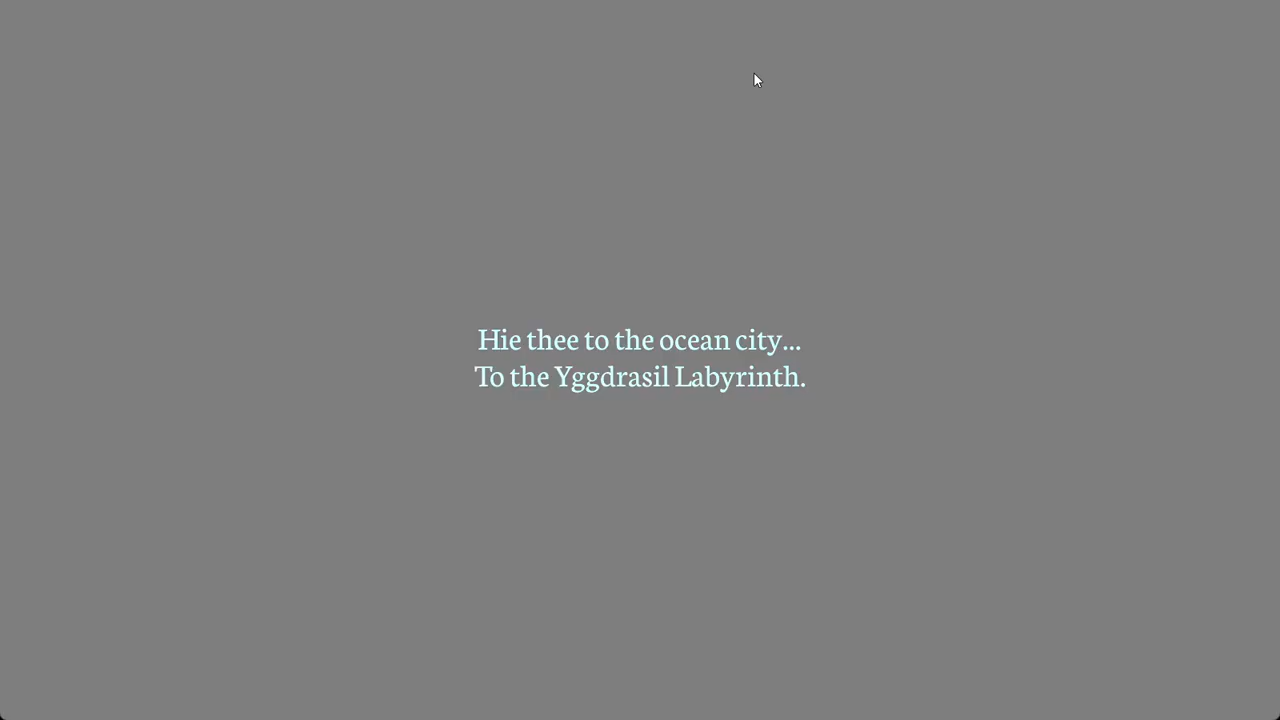 Hie thee to the ocean city...
To the Yggdrasil Labyrinth.